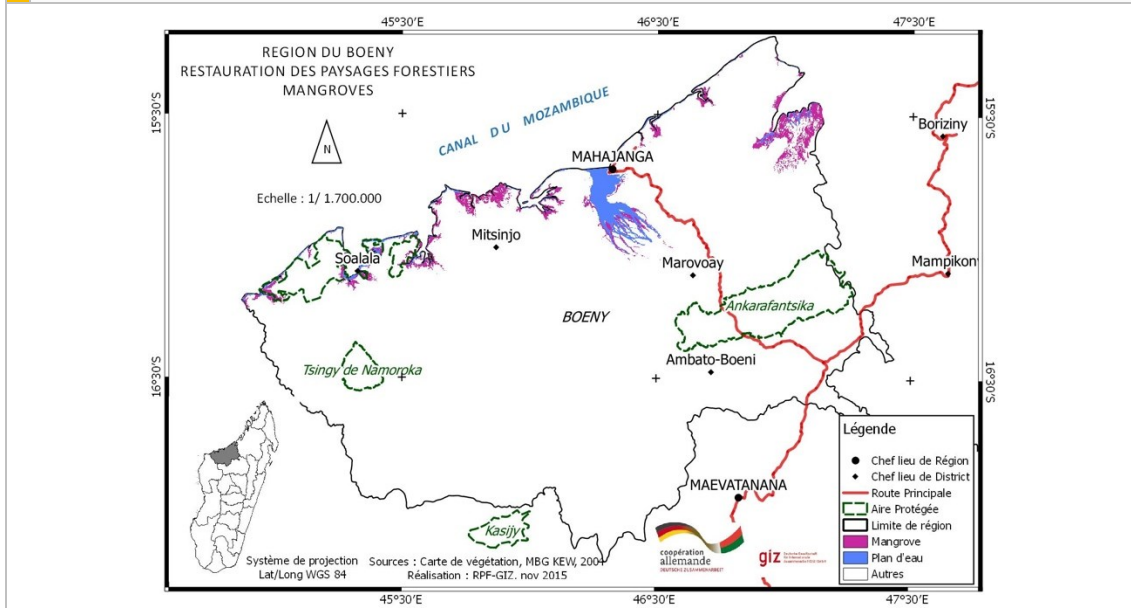 45°30'E
46°30'E
47°30'E
REGION DU BOENY
RESTAURATION DES PAYSAGES FORESTIERS
MANGROVES
15°30'S
15°30'S
CANAL DU MOZAMBIQUE
N
Echelle : 1/ 1.700.000
Boriziny
MAHAJANGA
Mitsinjo
Soalala
Marovoay
Mampikony
Ankarafantsika
BOENY
Tsingy de Namoroka
Ambato-Boeni
16°30'S
16°30'S
MAEVATANANA
Kasijy
Légende
Chef lieu de Région
Chef lieu de District
Route Principale
Aire Protégée
Limite de région
Mangrove
Plan d'eau
Autres
coopération
allemande
DEUTSCHE ZUSAMMENARBEIT
giz
Système de projection
Lat/Long WGS 84
Sources : Carte de végétation, MBG KEW, 2004
Réalisation : RPF-GIZ. nov 2015
45°30'E
46°30'E
47°30'E